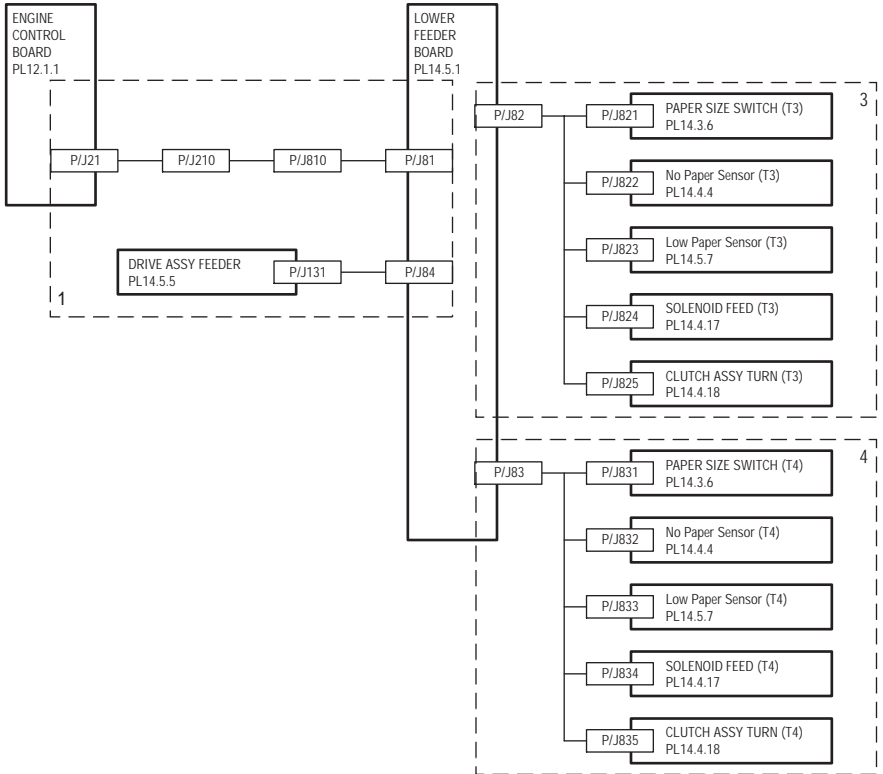 ENGINE
CONTROL
BOARD
PL12.1.1
LOWER
FEEDER
BOARD
PL14.5.1
P/J21
P/J210
P/J810
P/J81
DRIVE ASSY FEEDER
PL14.5.5
P/J131
P/J84
1
3
P/J82
P/J821
PAPER SIZE SWITCH (T3)
PL14.3.6
P/J822
No Paper Sensor (T3)
PL14.4.4
P/J823
Low Paper Sensor (T3)
PL14.5.7
P/J824
SOLENOID FEED (T3)
PL14.4.17
P/J825
CLUTCH ASSY TURN (T3)
PL14.4.18
4
P/J83
P/J831
PAPER SIZE SWITCH (T4)
PL14.3.6
P/J832
No Paper Sensor (T4)
PL14.4.4
P/J833
Low Paper Sensor (T4)
PL14.5.7
P/J834
SOLENOID FEED (T4)
PL14.4.17
P/J835
CLUTCH ASSY TURN (T4)
PL14.4.18